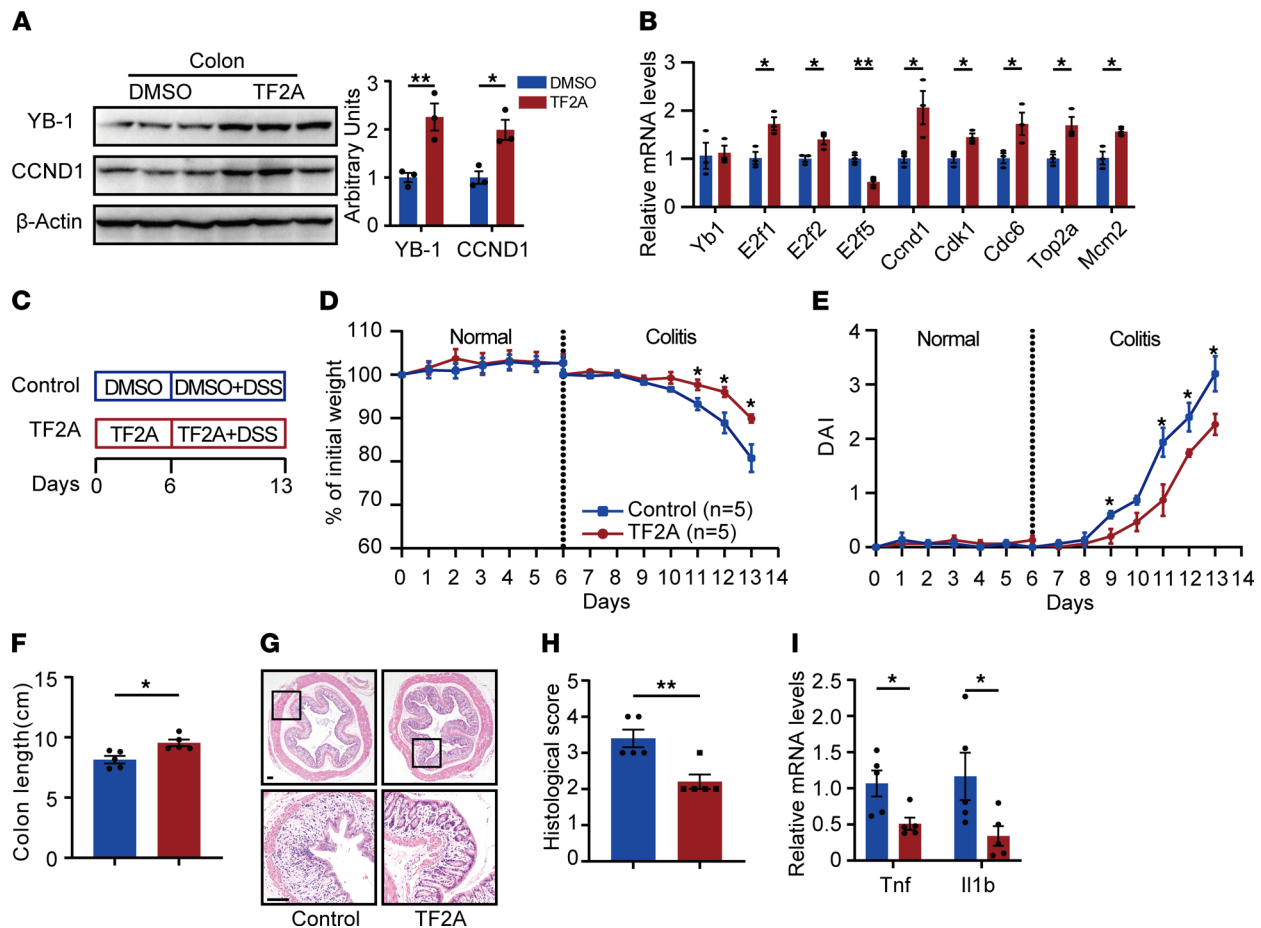 A
Colon
DMSO TF2A
YB-1
CCND1
β-Actin
Arbitrary Units
3
2
1
0
** *
YB-1 CCND1
DMSO
TF2A
B
Relative mRNA levels
3
2
1
0
* * ** * * * * *
Yb1 E2f1 E2f2 E2f5 Ccnd1 Cdk1 Cdc6 Top2a Mcm2
C
Control DMSO DMSO+DSS
TF2A TF2A TF2A+DSS
Days 0 6 13
D
% of initial weight
110
100
90
80
70
60
Normal Colitis
* * *
Control (n=5)
TF2A (n=5)
0 1 2 3 4 5 6 7 8 9 10 11 12 13 14
Days
E
DAI
4
3
2
1
0
Normal Colitis
* * * *
0 1 2 3 4 5 6 7 8 9 10 11 12 13 14
Days
F
Colon length(cm)
15
10
5
0
*
G
Control TF2A
H
Histological score
5
4
3
2
1
0
**
I
Relative mRNA levels
2.5
2.0
1.5
1.0
0.5
0
* *
Tnf Il1b